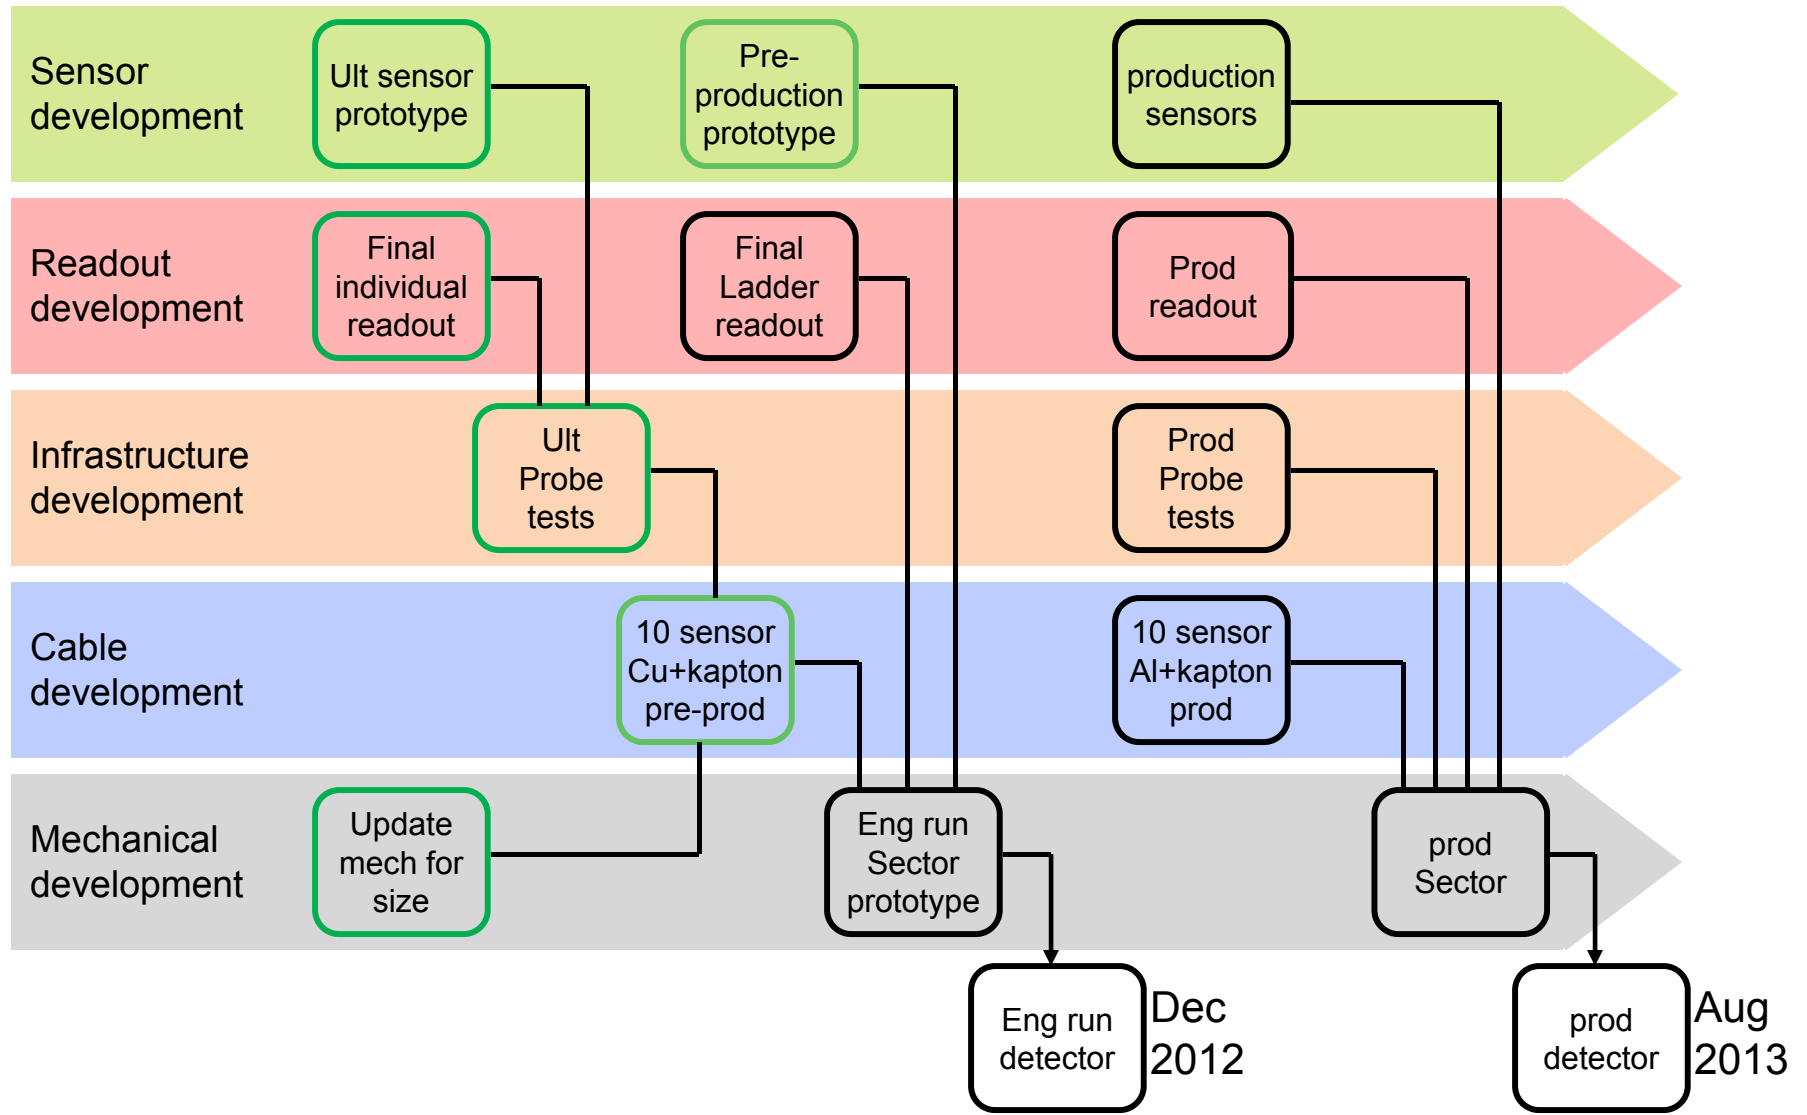 Sensor
development
Ult sensor
prototype
Pre-
production
prototype
production
sensors
Readout
development
Final
individual
readout
Final
Ladder
readout
Prod
readout
Infrastructure
development
Ult
Probe
tests
Prod
Probe
tests
Cable
development
10 sensor
Cu+kapton
pre-prod
10 sensor
Al+kapton
prod
Mechanical
development
Update
mech for
size
Eng run
Sector
prototype
prod
Sector
Eng run
detector
Dec
2012
prod
detector
Aug
2013